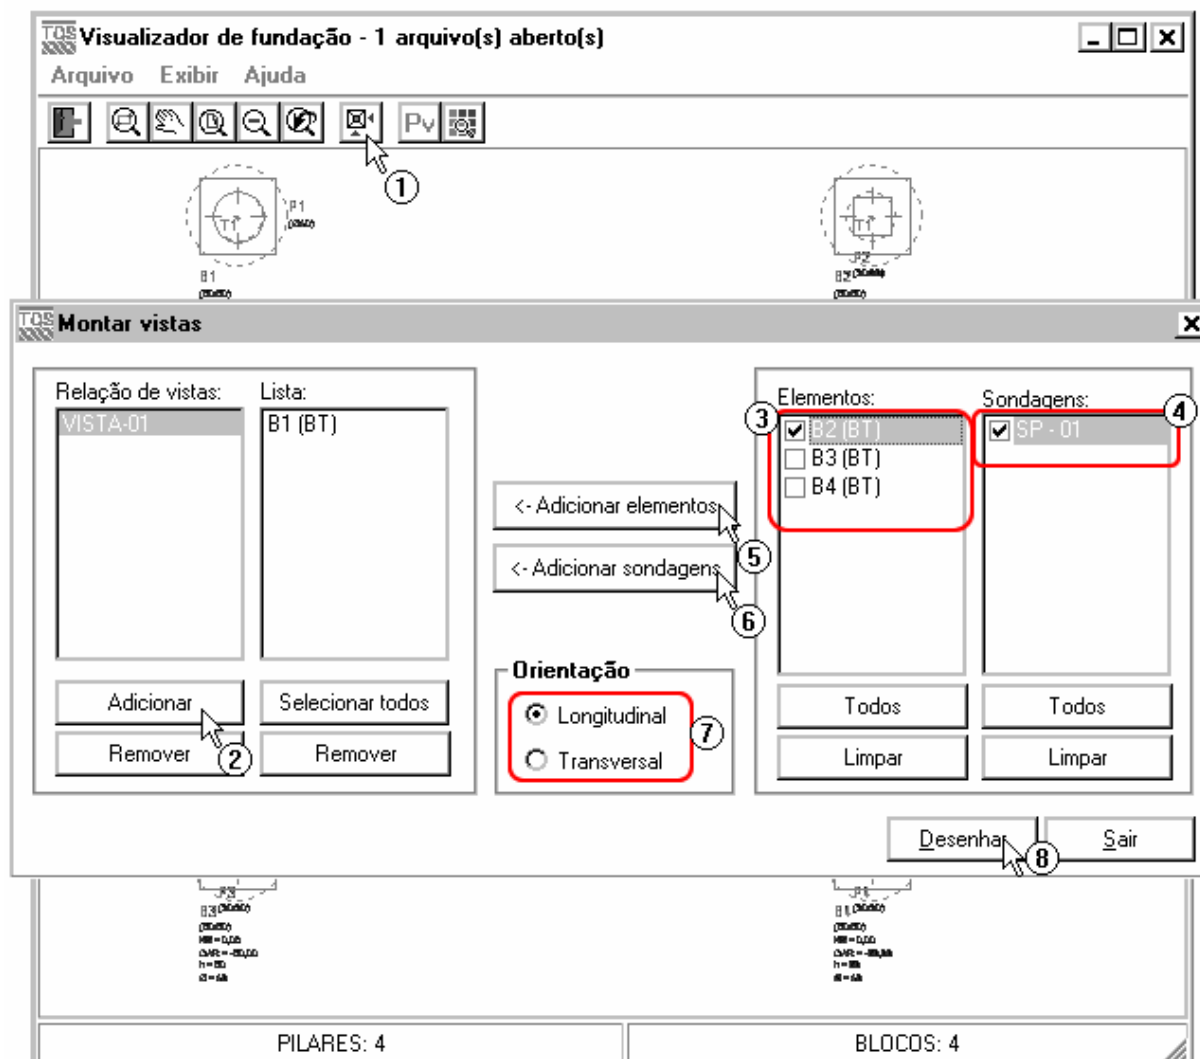 TQS Visualizador de fundação - 1 arquivo(s) aberto(s)
Arquivo Exibir Ajuda
Pv
1
P1
T1
B1
T1
P2
B2
TQS Montar vistas
Relação de vistas: Lista:
VISTA-01 B1 (BT)
Elementos: Sondagens:
3 B2 (BT) SP - 01 4
B3 (BT)
B4 (BT)
<- Adicionar elementos
5
<- Adicionar sondagens
6
Adicionar Selecionar todos
2
Remover Remover
Orientação
Longitudinal
7
Transversal
Todos Todos
Limpar Limpar
Desenhar Sair
8
P3
B3
PILARES: 4 BLOCOS: 4